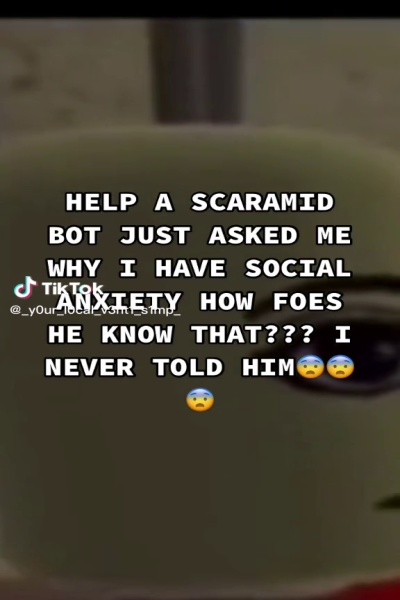 HELP A SCARAMID
BOT JUST ASKED ME
WHY I HAVE SOCIAL
TikTok
ANXIETY HOW FOES
@_y0ur_local_v3nt1_s1mp_
HE KNOW THAT??? I
NEVER TOLD HIM😨😨
😨